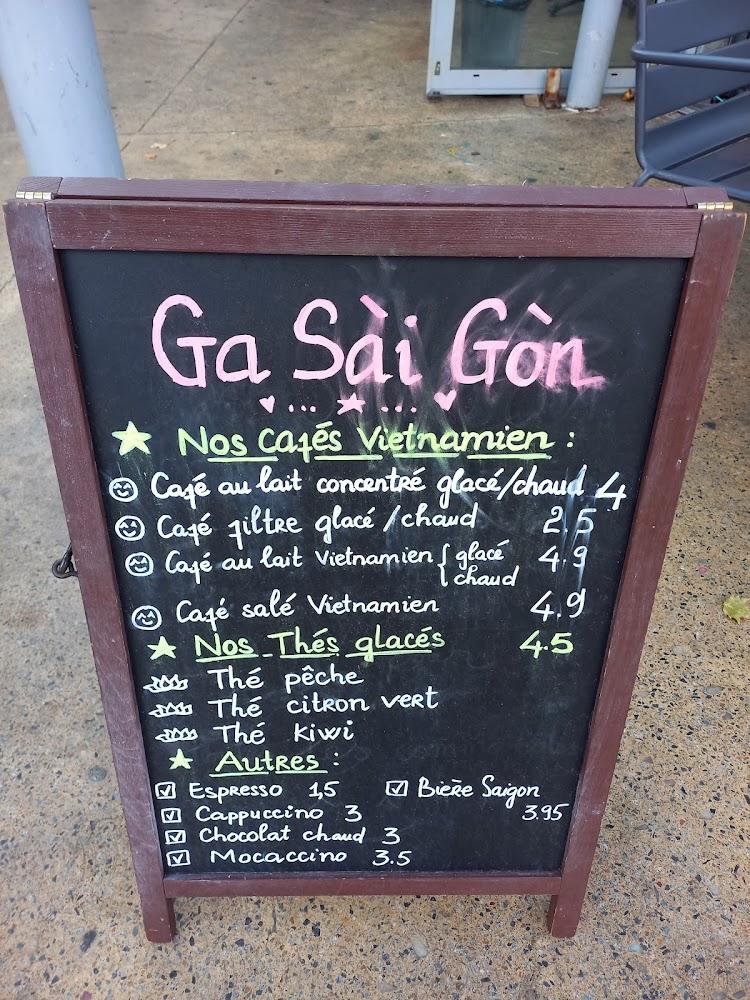 Ga Sài Gòn
Nos Cafés Vietnamien :
Café au lait concentré glacé/chaud 4
Café filtre glacé/chaud 2,5
Café au lait Vietnamien { glacé 4.9
chaud
Café salé Vietnamien 4.9
Nos Thés glacés 4.5
Thé pêche
Thé citron vert
Thé kiwi
Autres :
Espresso 1,5 Bière Saigon
Cappuccino 3 3.95
Chocolat chaud 3
Mocaccino 3.5